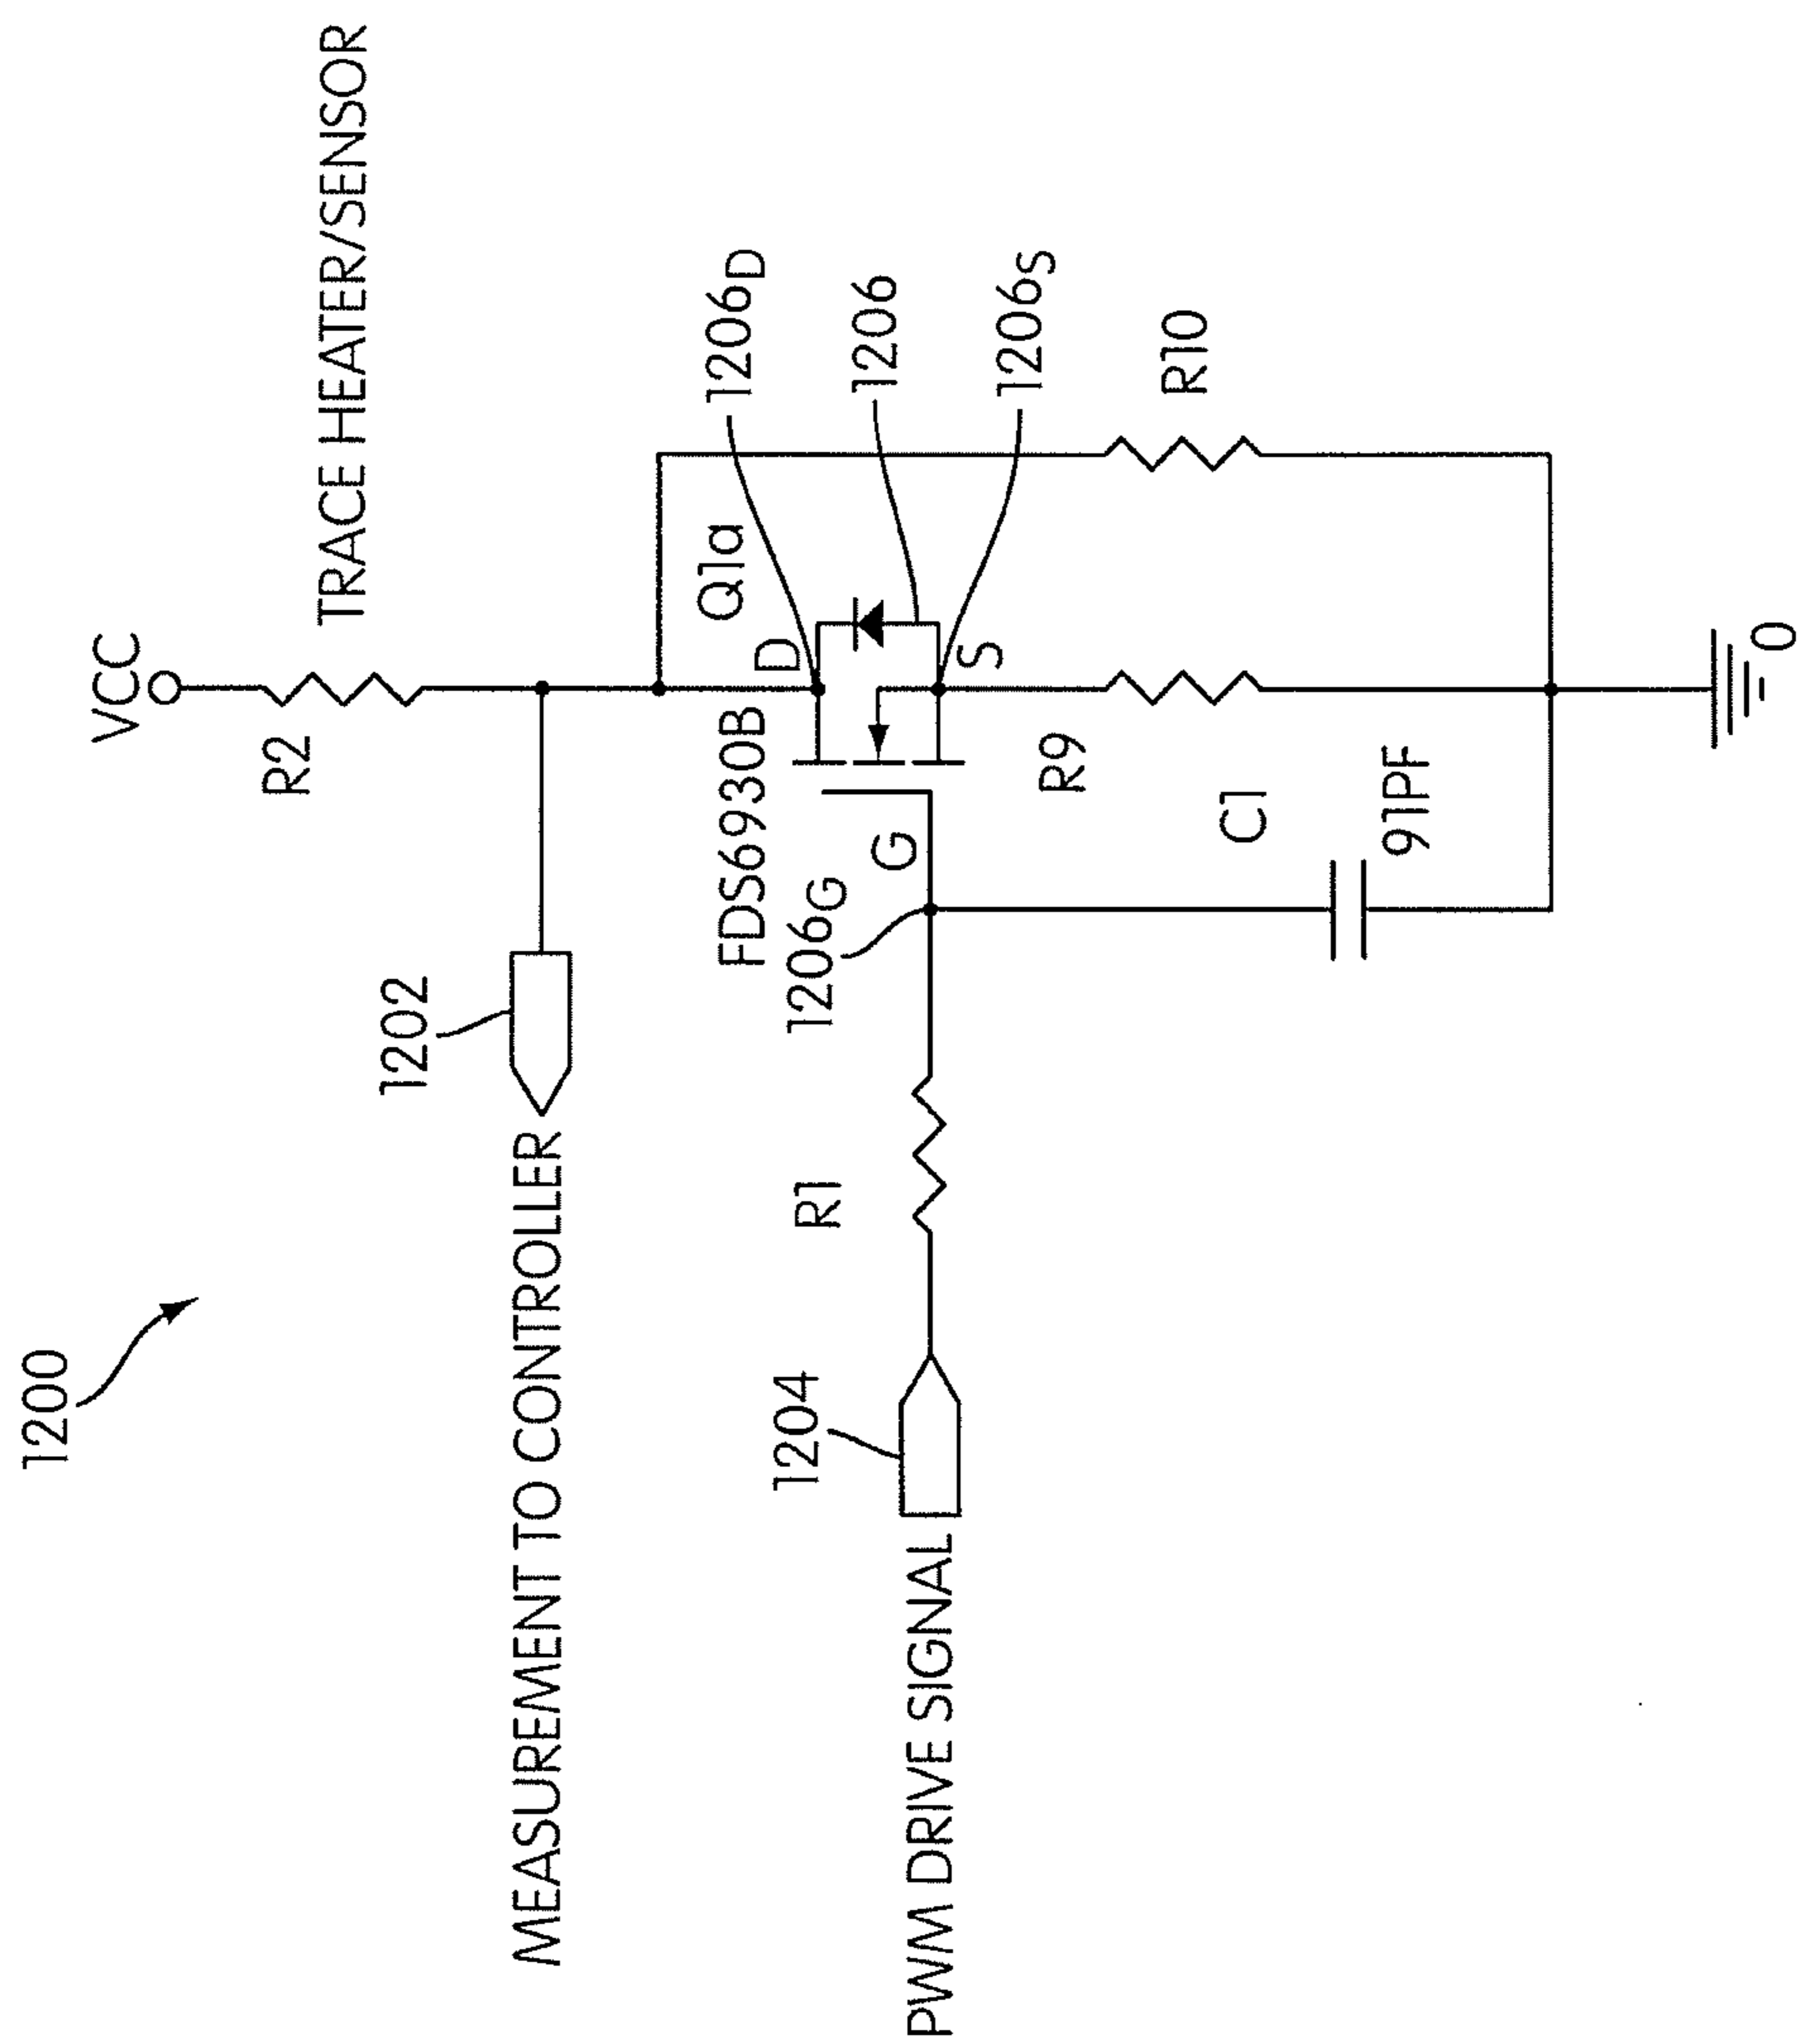 1200
VCC
R2
TRACE HEATER/SENSOR
1202
MEASUREMENT TO CONTROLLER
Q1a
D
1206D
FDS6930B
1206
1206G
G
S
1206S
1204
R1
PWM DRIVE SIGNAL
R9
R10
C1
91PF
0